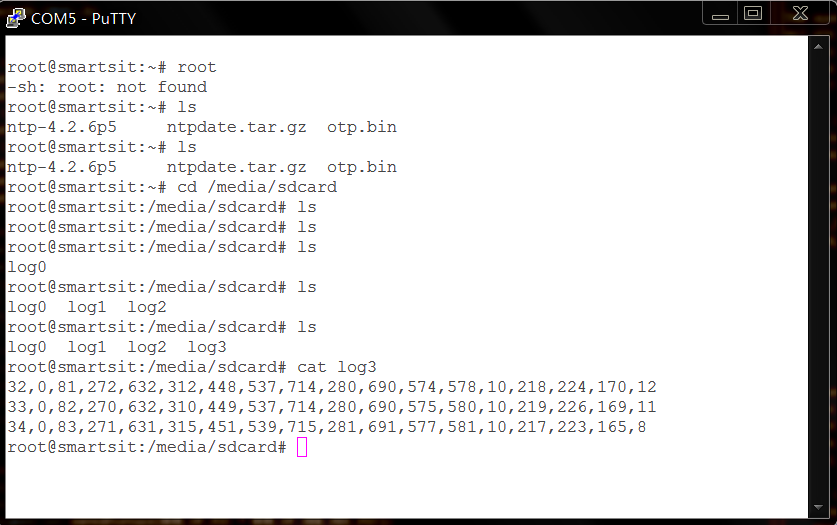 COM5 - PuTTY
root@smartsit:~# root
-sh: root: not found
root@smartsit:~# ls
ntp-4.2.6p5     ntpdate.tar.gz  otp.bin
root@smartsit:~# ls
ntp-4.2.6p5     ntpdate.tar.gz  otp.bin
root@smartsit:~# cd /media/sdcard
root@smartsit:/media/sdcard# ls
root@smartsit:/media/sdcard# ls
root@smartsit:/media/sdcard# ls
log0
root@smartsit:/media/sdcard# ls
log0  log1  log2
root@smartsit:/media/sdcard# ls
log0  log1  log2  log3
root@smartsit:/media/sdcard# cat log3
32,0,81,272,632,312,448,537,714,280,690,574,578,10,218,224,170,12
33,0,82,270,632,310,449,537,714,280,690,575,580,10,219,226,169,11
34,0,83,271,631,315,451,539,715,281,691,577,581,10,217,223,165,8
root@smartsit:/media/sdcard#